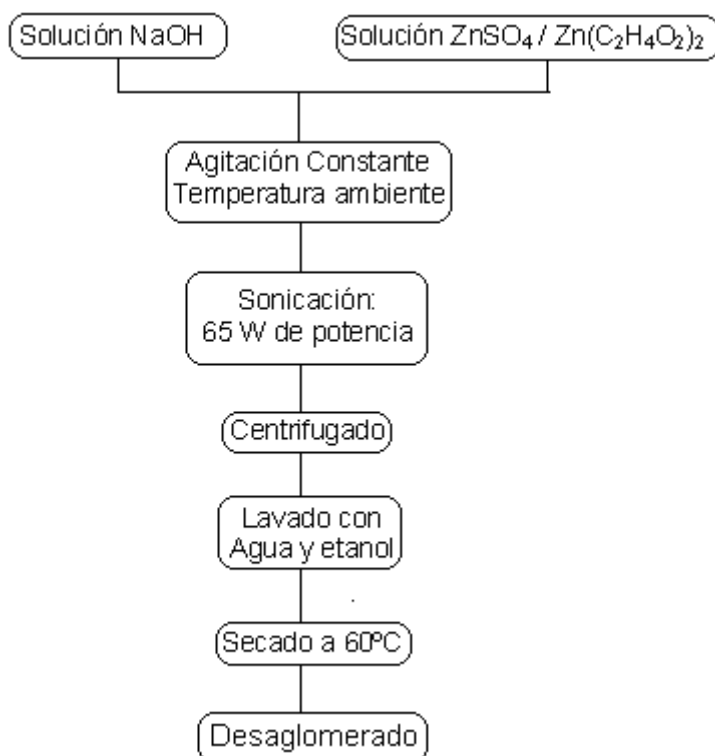 Solución NaOH
Solución ZnSO₄ / Zn(C₂H₄O₂)₂
Agitación Constante
Temperatura ambiente
Sonicación:
65 W de potencia
Centrifugado
Lavado con
Agua y etanol
Secado a 60ºC
Desaglomerado